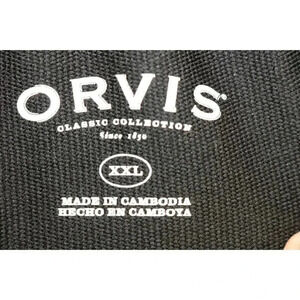 ORVIS®
CLASSIC COLLECTION
Since 1856
XXL
MADE IN CAMBODIA
HECHO EN CAMBOYA